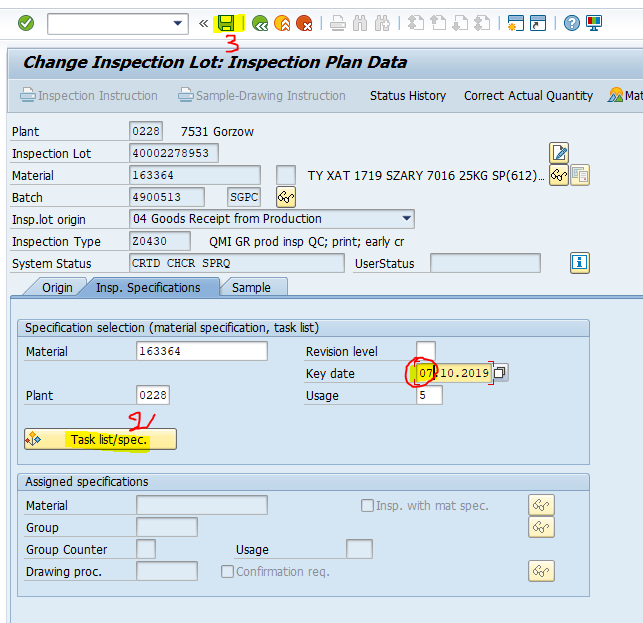 3
Change Inspection Lot: Inspection Plan Data
Inspection Instruction Sample-Drawing Instruction Status History Correct Actual Quantity Mat
Plant 0228 7531 Gorzow
Inspection Lot 40002278953
Material 163364 TY XAT 1719 SZARY 7016 25KG SP(612)...
Batch 4900513 SGPC
Insp.lot origin 04 Goods Receipt from Production
Inspection Type Z0430 QMI GR prod insp QC; print; early cr
System Status CRTD CHCR SPRQ UserStatus
Origin Insp. Specifications Sample
Specification selection (material specification, task list)
Material 163364 Revision level
Key date 07.10.2019
Plant 0228 Usage 5
2
Task list/spec.
Assigned specifications
Material Insp. with mat spec.
Group
Group Counter Usage
Drawing proc. Confirmation req.